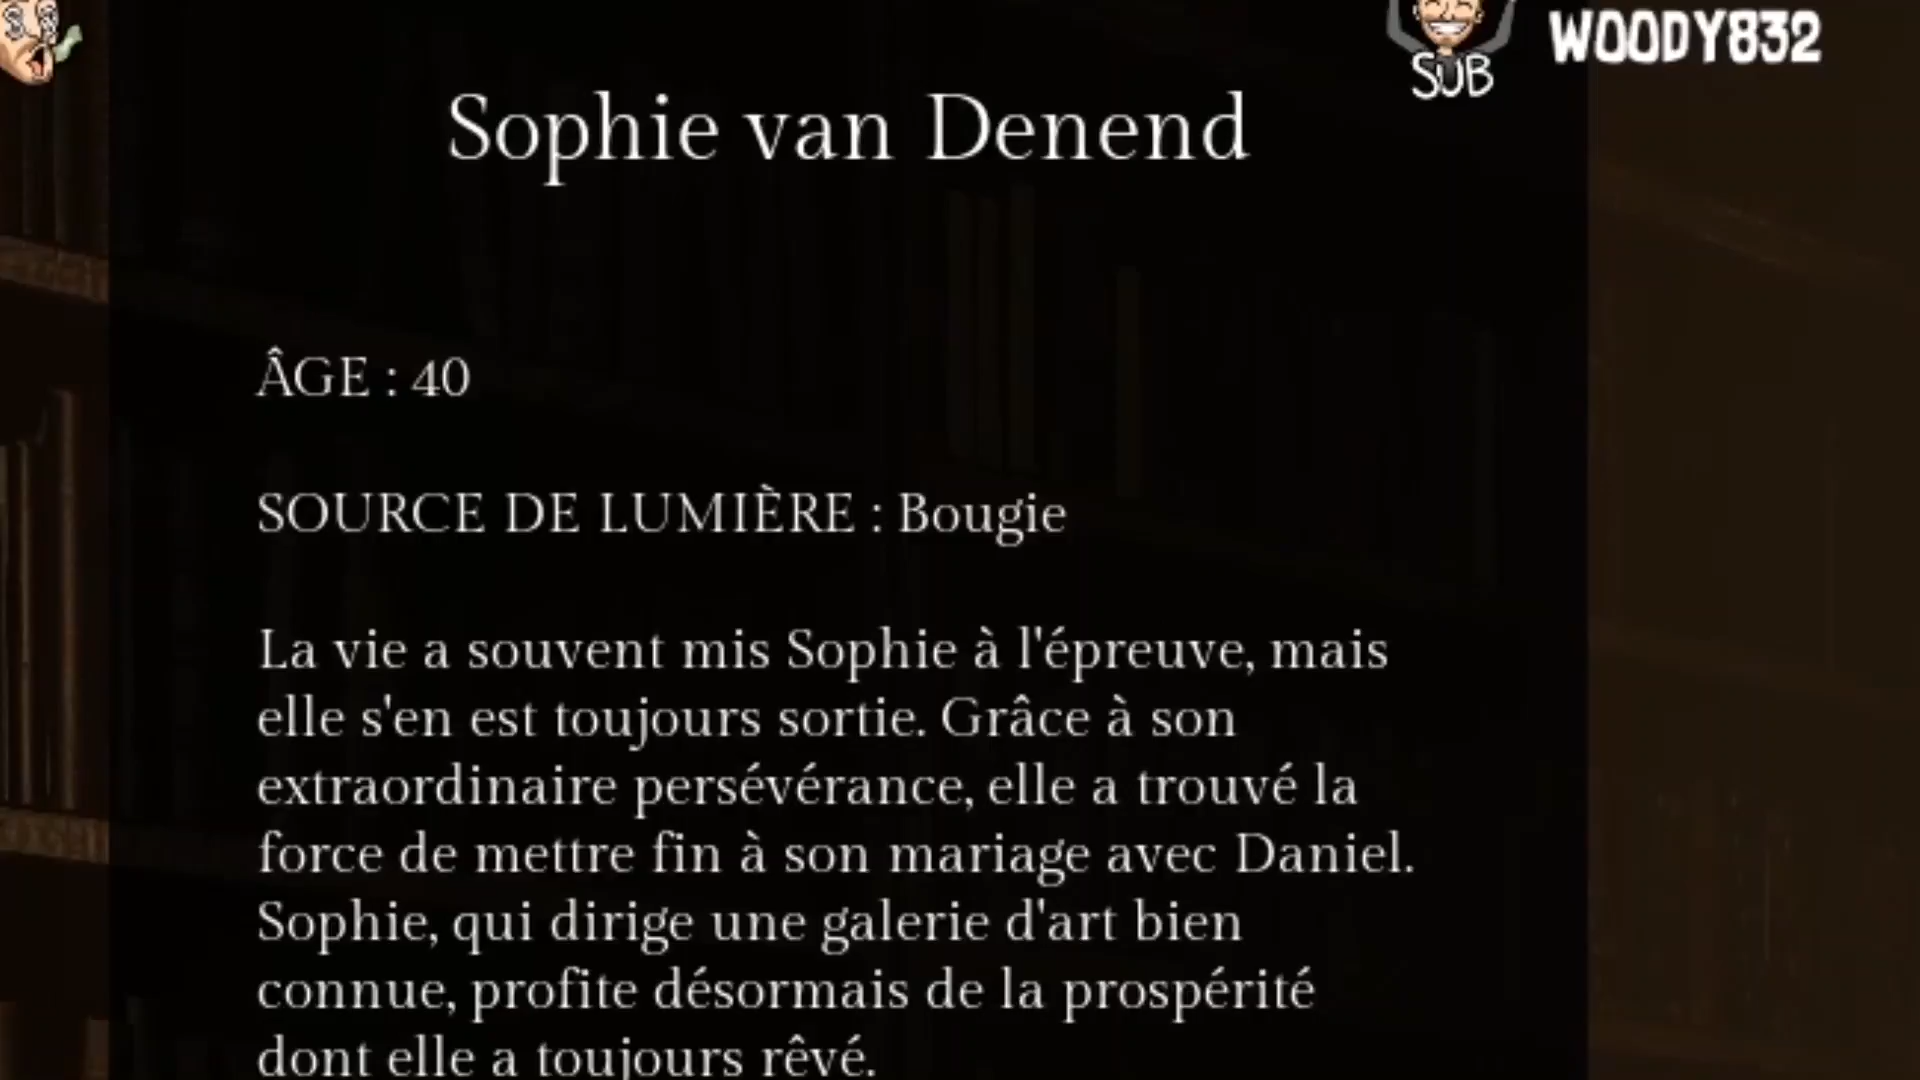 WOODY832
SUB
Sophie van Denend
ÂGE : 40
SOURCE DE LUMIÈRE : Bougie
La vie a souvent mis Sophie à l'épreuve, mais
elle s'en est toujours sortie. Grâce à son
extraordinaire persévérance, elle a trouvé la
force de mettre fin à son mariage avec Daniel.
Sophie, qui dirige une galerie d'art bien
connue, profite désormais de la prospérité
dont elle a toujours rêvé.